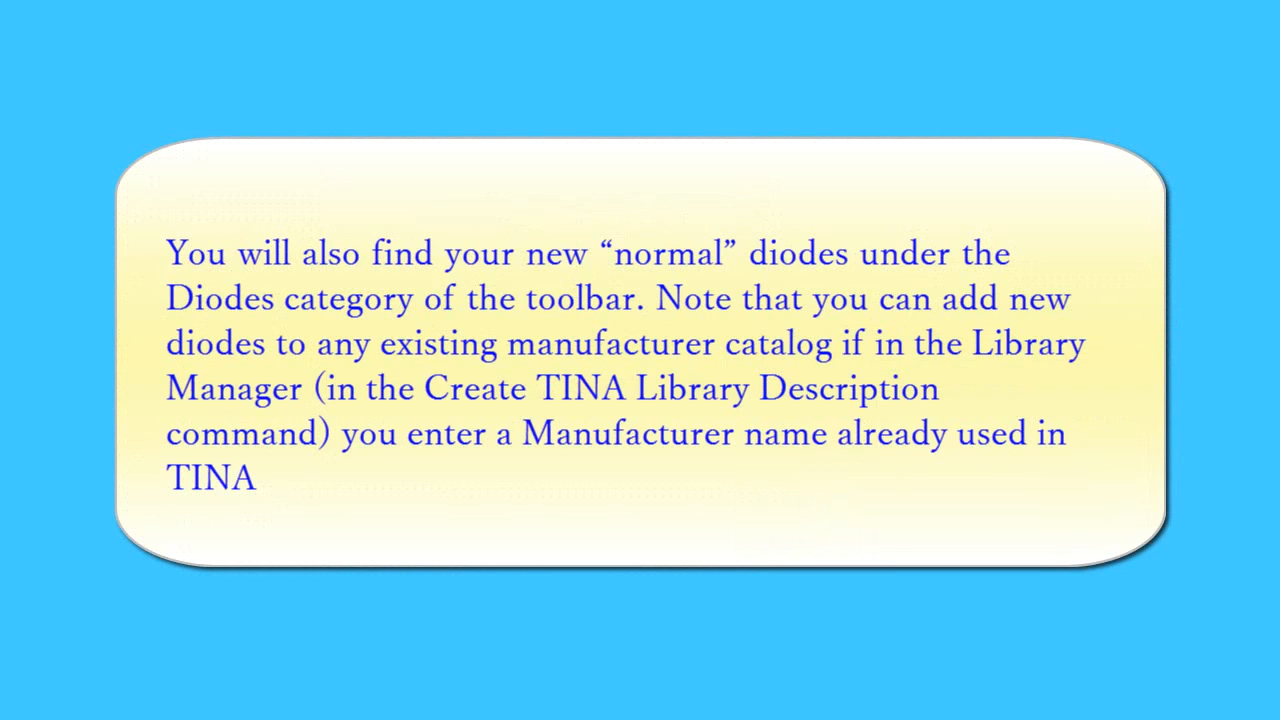 You will also find your new “normal” diodes under the
Diodes category of the toolbar. Note that you can add new
diodes to any existing manufacturer catalog if in the Library
Manager (in the Create TINA Library Description
command) you enter a Manufacturer name already used in
TINA